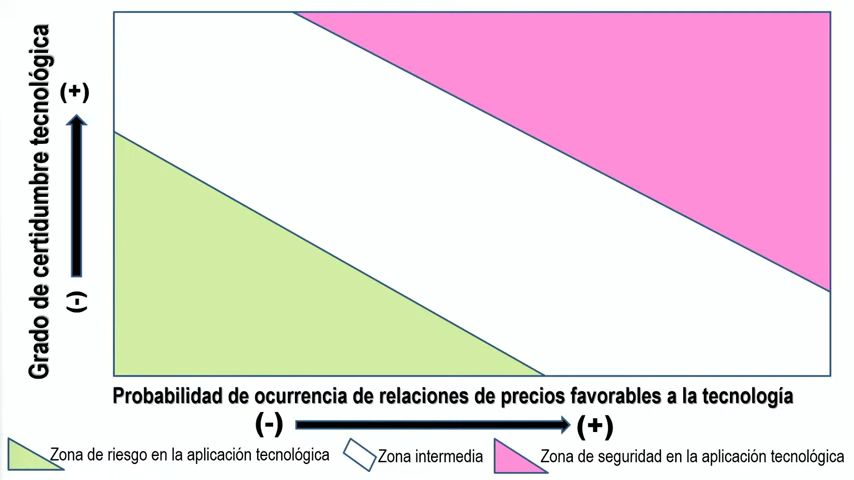 Grado de certidumbre tecnológica
(+)
(-)
Probabilidad de ocurrencia de relaciones de precios favorables a la tecnología
(-) (+)
Zona de riesgo en la aplicación tecnológica
Zona intermedia
Zona de seguridad en la aplicación tecnológica